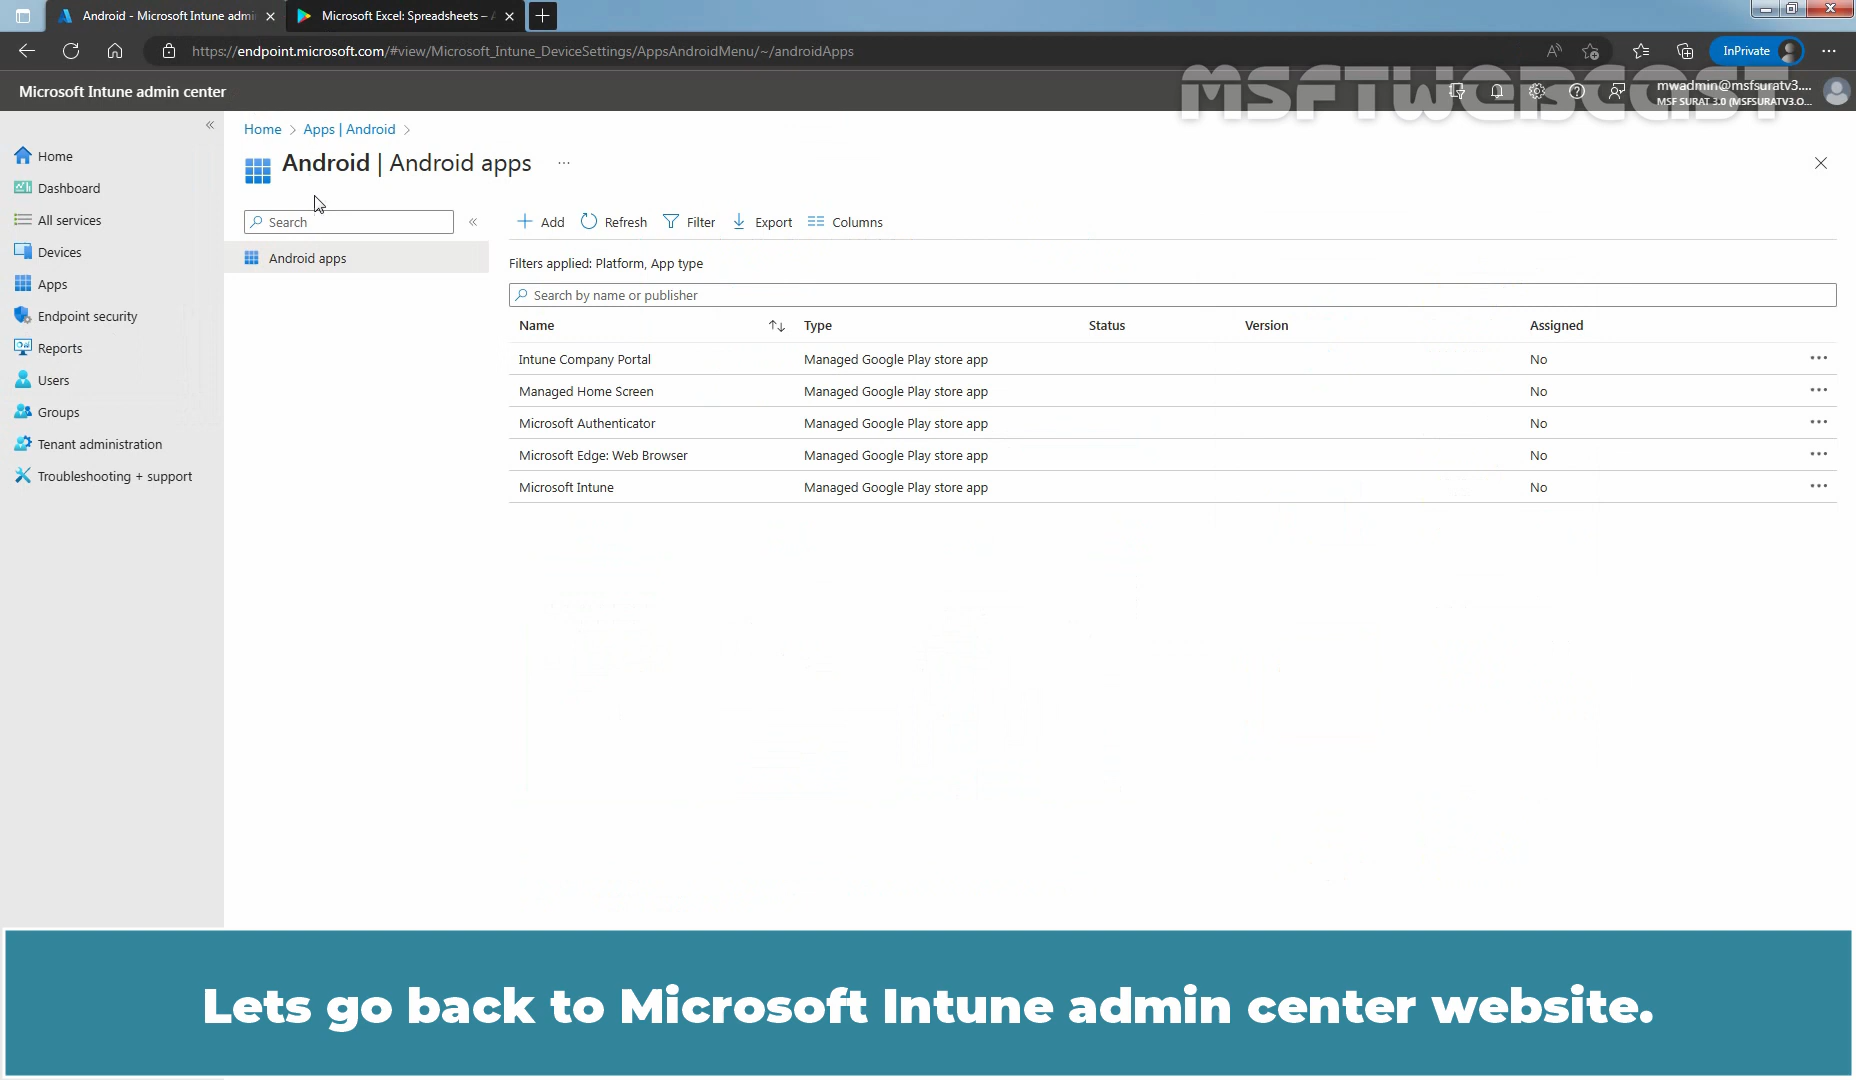 Android - Microsoft Intune admi
Microsoft Excel: Spreadsheets –
https://endpoint.microsoft.com/#view/Microsoft_Intune_DeviceSettings/AppsAndroidMenu/~/androidApps
InPrivate
Microsoft Intune admin center
MSFTWEBCAST
mwadmin@msfsuratv3....
MSF SURAT 3.0 (MSFSURATV3.O...
Home > Apps | Android >
Android | Android apps
Home
Dashboard
All services
Devices
Apps
Endpoint security
Reports
Users
Groups
Tenant administration
Troubleshooting + support
Search
Android apps
Add Refresh Filter Export Columns
Filters applied: Platform, App type
Search by name or publisher
Name Type Status Version Assigned
Intune Company Portal Managed Google Play store app No
Managed Home Screen Managed Google Play store app No
Microsoft Authenticator Managed Google Play store app No
Microsoft Edge: Web Browser Managed Google Play store app No
Microsoft Intune Managed Google Play store app No
Lets go back to Microsoft Intune admin center website.